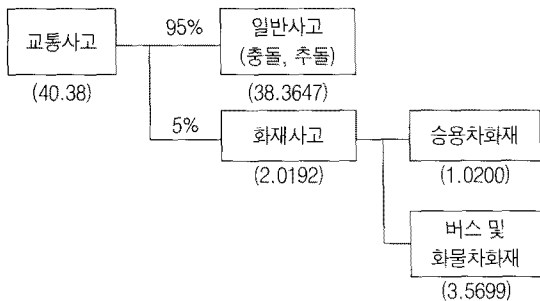 교통사고
(40.38)
95%
일반사고
(충돌, 추돌)
(38.3647)
5%
화재사고
(2.0192)
승용차화재
(1.0200)
버스 및
화물차화재
(3.5699)